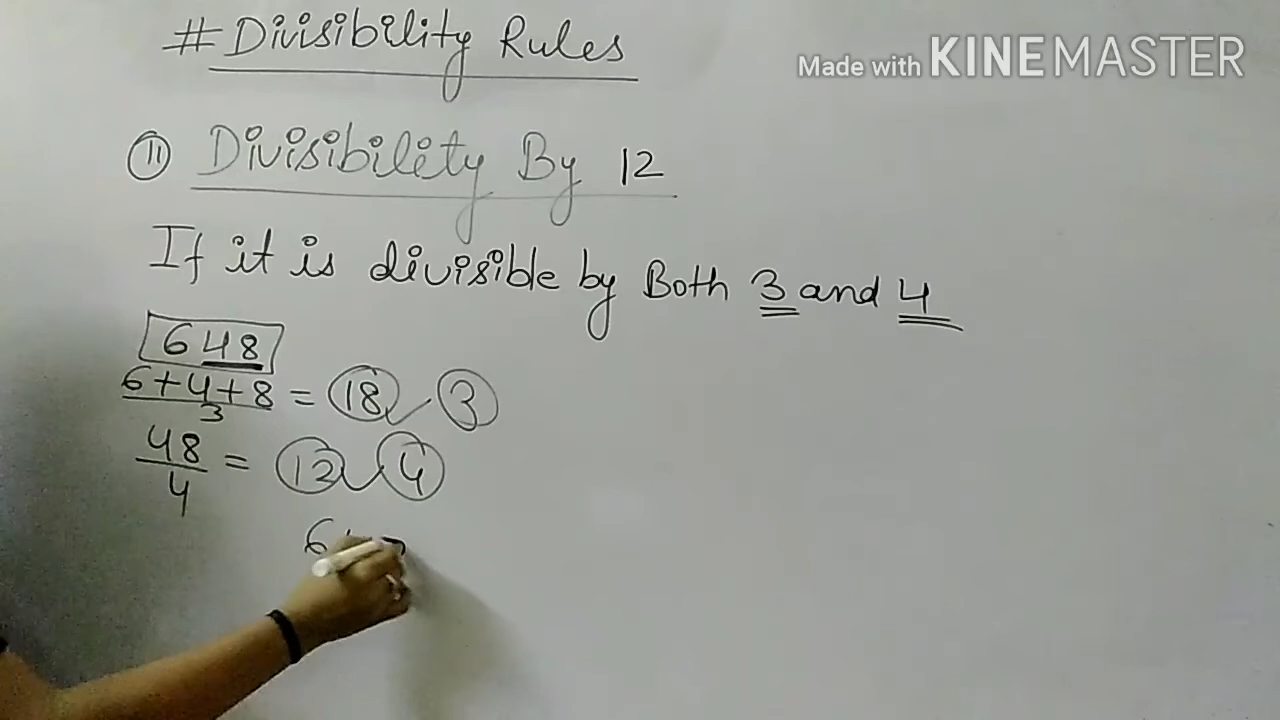 # Divisibility Rules
Made with KINEMASTER
11 Divisibility By 12
If it is divisible by Both 3 and 4
648
6+4+8 = 18 3
3
48 = 12 4
4
6